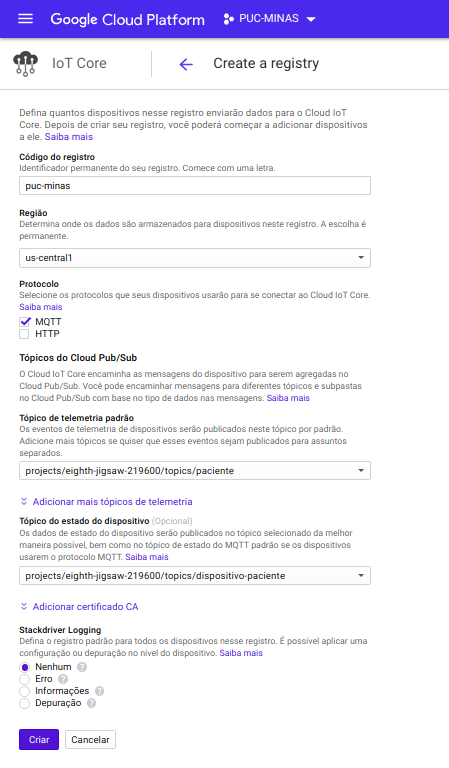 Google Cloud Platform
PUC-MINAS
IoT Core
Create a registry
Defina quantos dispositivos nesse registro enviarão dados para o Cloud IoT
Core. Depois de criar seu registro, você poderá começar a adicionar dispositivos
a ele. Saiba mais
Código do registro
Identificador permanente do seu registro. Comece com uma letra.
puc-minas
Região
Determina onde os dados são armazenados para dispositivos neste registro. A escolha é
permanente.
us-central1
Protocolo
Selecione os protocolos que seus dispositivos usarão para se conectar ao Cloud IoT Core.
Saiba mais
MQTT
HTTP
Tópicos do Cloud Pub/Sub
O Cloud IoT Core encaminha as mensagens do dispositivo para serem agregadas no
Cloud Pub/Sub. Você pode encaminhar mensagens para diferentes tópicos e subpastas
no Cloud Pub/Sub com base no tipo de dados nas mensagens. Saiba mais
Tópico de telemetria padrão
Os eventos de telemetria de dispositivos serão publicados neste tópico por padrão.
Adicione mais tópicos se quiser que esses eventos sejam publicados para assuntos
separados.
projects/eighth-jigsaw-219600/topics/paciente
Adicionar mais tópicos de telemetria
Tópico do estado do dispositivo (Opcional)
Os dados de estado do dispositivo serão publicados no tópico selecionado da melhor
maneira possível, bem como no tópico de estado do MQTT padrão se os dispositivos
usarem o protocolo MQTT. Saiba mais
projects/eighth-jigsaw-219600/topics/dispositivo-paciente
Adicionar certificado CA
Stackdriver Logging
Defina o registro padrão para todos os dispositivos nesse registro. É possível aplicar uma
configuração ou depuração no nível do dispositivo. Saiba mais
Nenhum ?
Erro ?
Informações ?
Depuração ?
Criar Cancelar